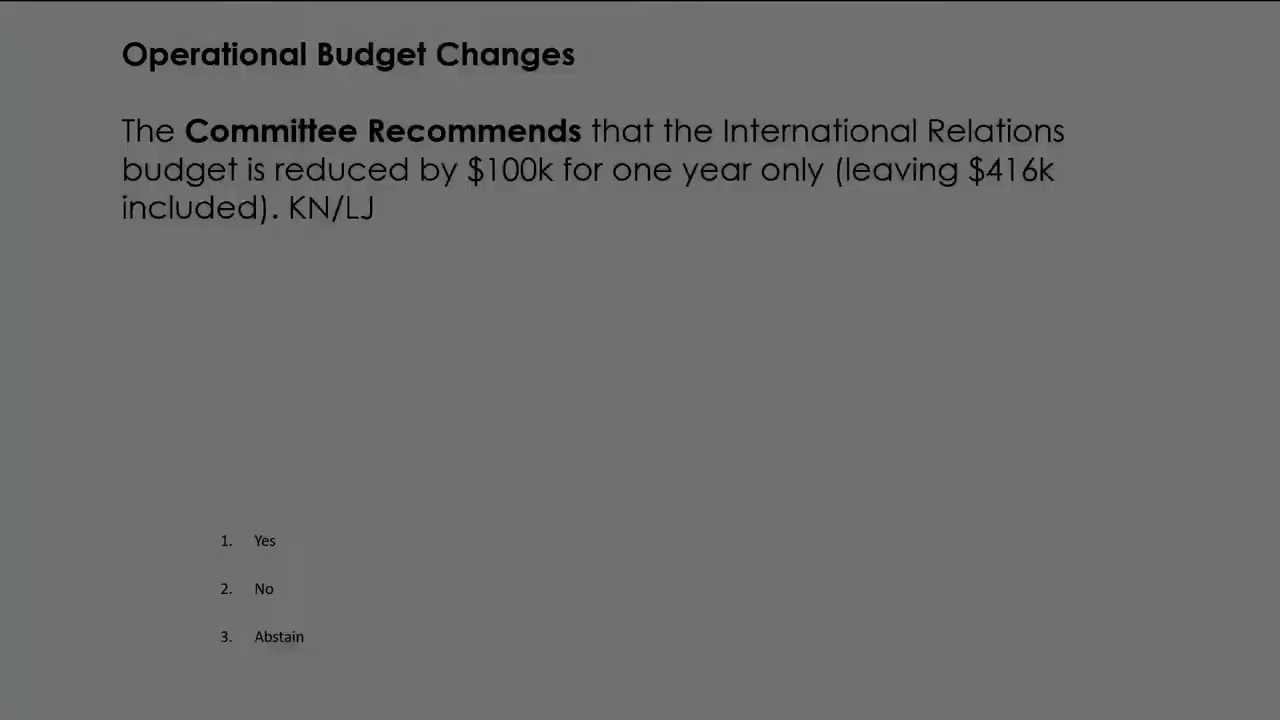 Operational Budget Changes
The Committee Recommends that the International Relations
budget is reduced by $100k for one year only (leaving $416k
included). KN/LJ
1. Yes
2. No
3. Abstain